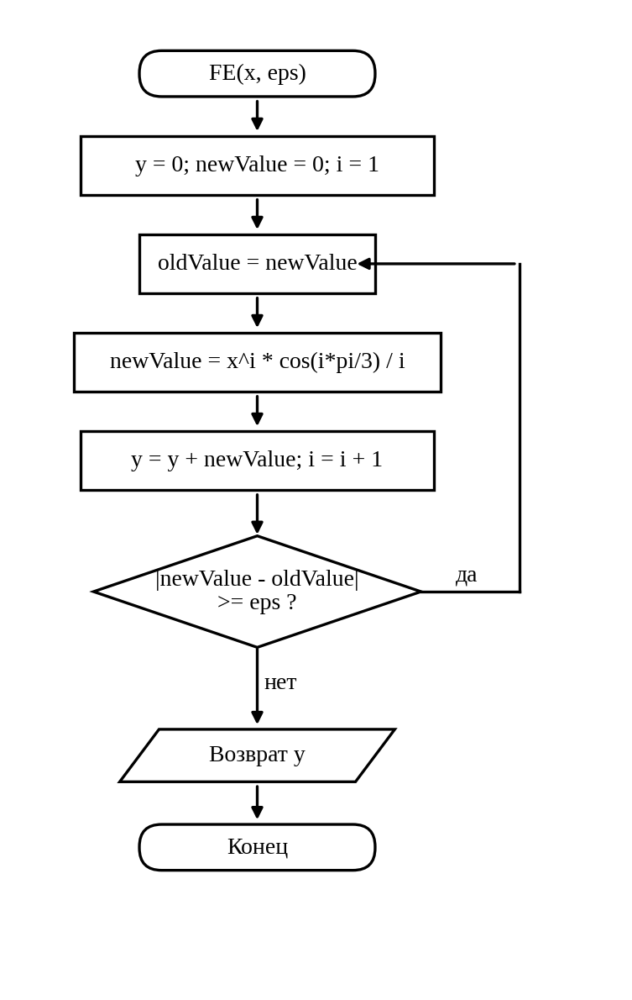 FE(x, eps)
y = 0; newValue = 0; i = 1
oldValue = newValue
newValue = x^i * cos(i*pi/3) / i
y = y + newValue; i = i + 1
|newValue - oldValue|
>= eps ?
да
нет
Возврат y
Конец